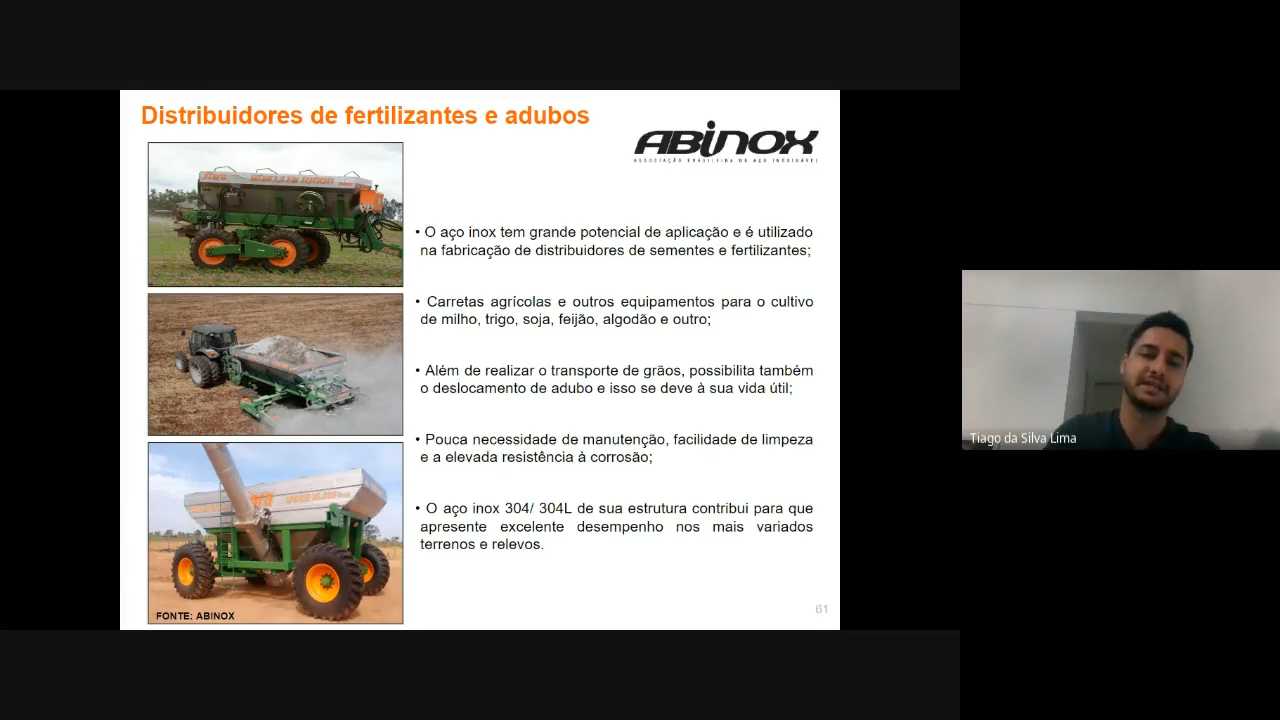 Distribuidores de fertilizantes e adubos
ABINOX
ASSOCIAÇÃO BRASILEIRA DO AÇO INOXIDÁVEL
• O aço inox tem grande potencial de aplicação e é utilizado
na fabricação de distribuidores de sementes e fertilizantes;
• Carretas agrícolas e outros equipamentos para o cultivo
de milho, trigo, soja, feijão, algodão e outro;
• Além de realizar o transporte de grãos, possibilita também
o deslocamento de adubo e isso se deve à sua vida útil;
• Pouca necessidade de manutenção, facilidade de limpeza
e a elevada resistência à corrosão;
• O aço inox 304/ 304L de sua estrutura contribui para que
apresente excelente desempenho nos mais variados
terrenos e relevos.
FONTE: ABINOX
61
Tiago da Silva Lima